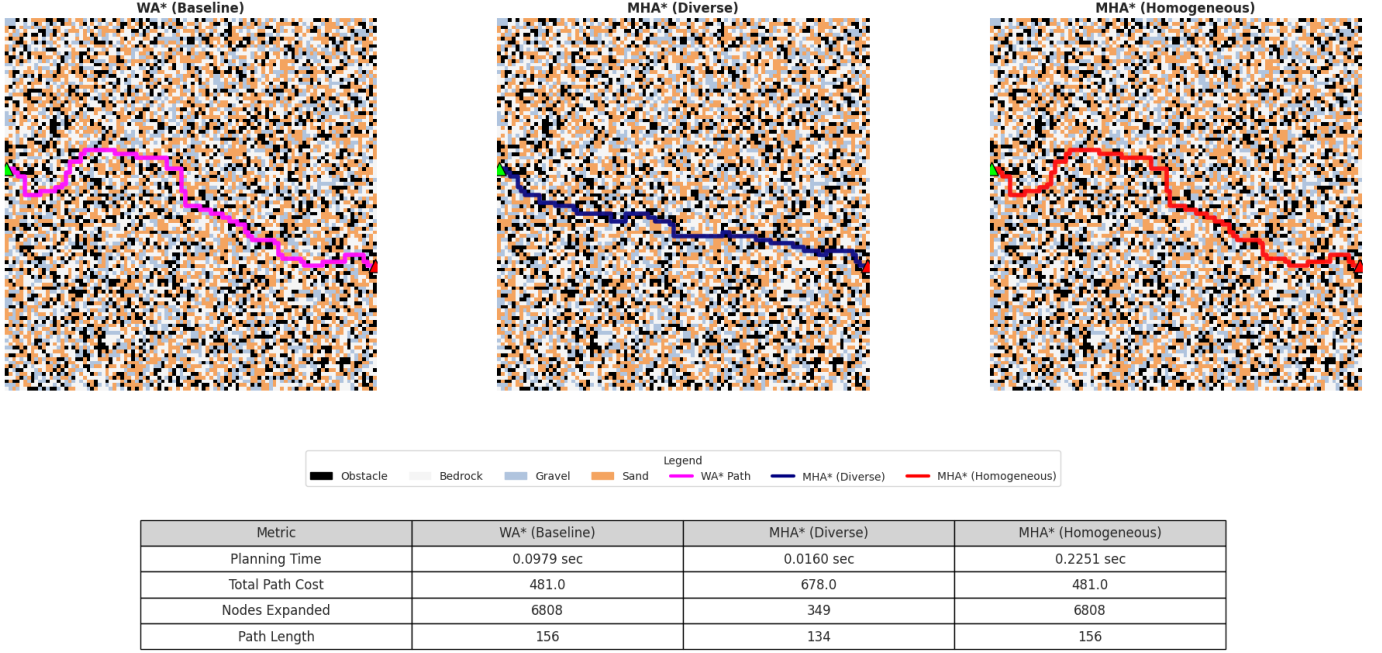 WA* (Baseline) MHA* (Diverse) MHA* (Homogeneous)
Legend
Obstacle Bedrock Gravel Sand WA* Path MHA* (Diverse) MHA* (Homogeneous)
Metric WA* (Baseline) MHA* (Diverse) MHA* (Homogeneous)
Planning Time 0.0979 sec 0.0160 sec 0.2251 sec
Total Path Cost 481.0 678.0 481.0
Nodes Expanded 6808 349 6808
Path Length 156 134 156